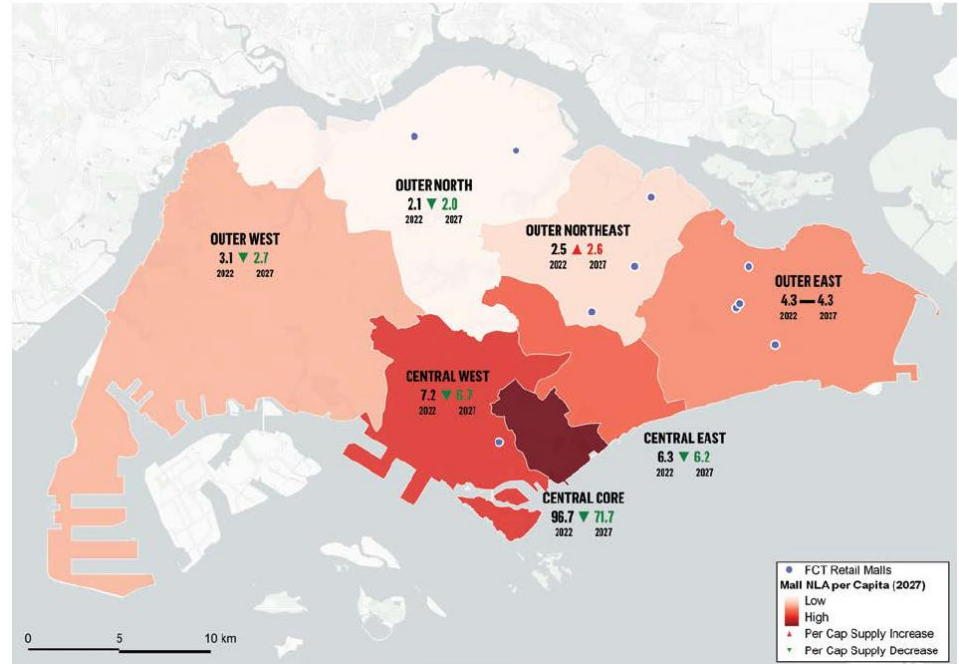 OUTER NORTH
2.1 ▼ 2.0
2022 2027
OUTER WEST
3.1 ▼ 2.7
2022 2027
OUTER NORTHEAST
2.5 ▲ 2.6
2022 2027
OUTER EAST
4.3 — 4.3
2022 2027
CENTRAL WEST
7.2 ▼ 6.7
2022 2027
CENTRAL EAST
6.3 ▼ 6.2
2022 2027
CENTRAL CORE
96.7 ▼ 71.7
2022 2027
FCT Retail Malls
Mall NLA per Capita (2027)
Low
High
Per Cap Supply Increase
Per Cap Supply Decrease
0 5 10 km